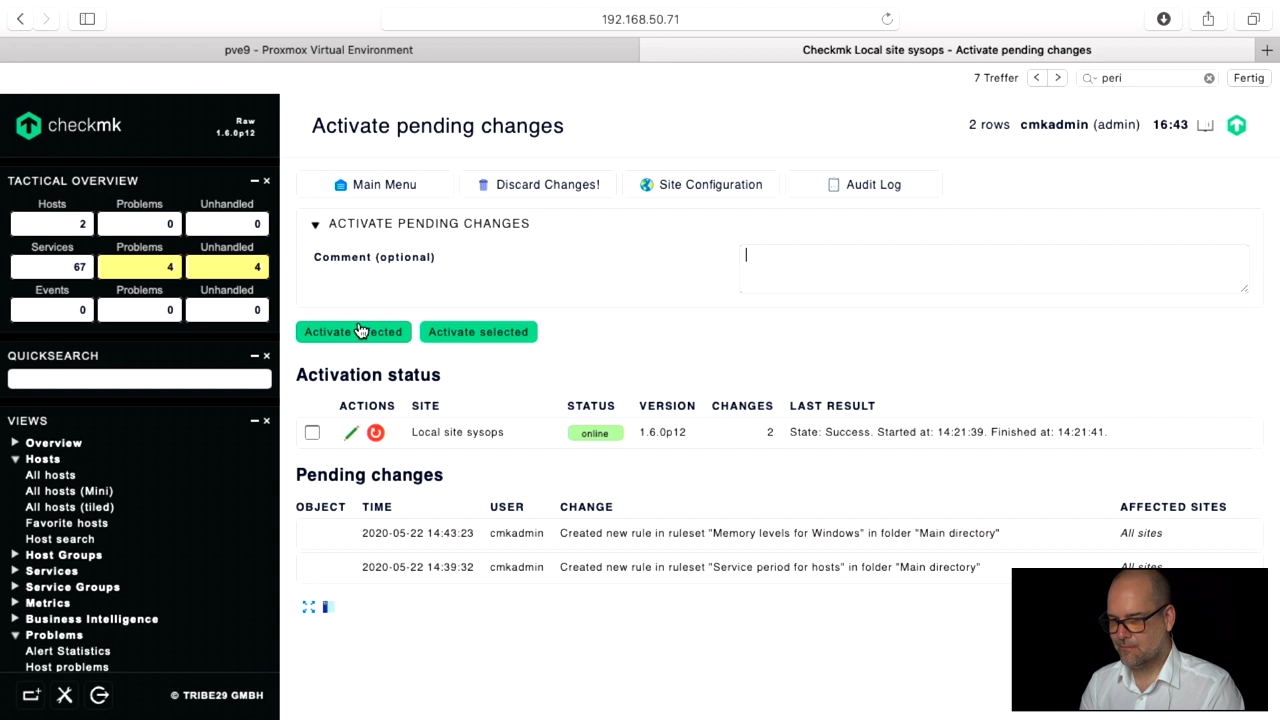 192.168.50.71
pve9 - Proxmox Virtual Environment
Checkmk Local site sysops - Activate pending changes
7 Treffer
peri
Fertig
checkmk
Raw
1.6.0p12
Activate pending changes
2 rows cmkadmin (admin) 16:43
TACTICAL OVERVIEW
Hosts Problems Unhandled
2 0 0
Services Problems Unhandled
67 4 4
Events Problems Unhandled
0 0 0
QUICKSEARCH
VIEWS
Overview
Hosts
All hosts
All hosts (Mini)
All hosts (tiled)
Favorite hosts
Host search
Host Groups
Services
Service Groups
Metrics
Business Intelligence
Problems
Alert Statistics
Host problems
© TRIBE29 GMBH
Main Menu
Discard Changes!
Site Configuration
Audit Log
ACTIVATE PENDING CHANGES
Comment (optional)
Activate
Activate selected
Activation status
ACTIONS SITE STATUS VERSION CHANGES LAST RESULT
Local site sysops online 1.6.0p12 2 State: Success. Started at: 14:21:39. Finished at: 14:21:41.
Pending changes
OBJECT TIME USER CHANGE AFFECTED SITES
2020-05-22 14:43:23 cmkadmin Created new rule in ruleset "Memory levels for Windows" in folder "Main directory" All sites
2020-05-22 14:39:32 cmkadmin Created new rule in ruleset "Service period for hosts" in folder "Main directory" All sites